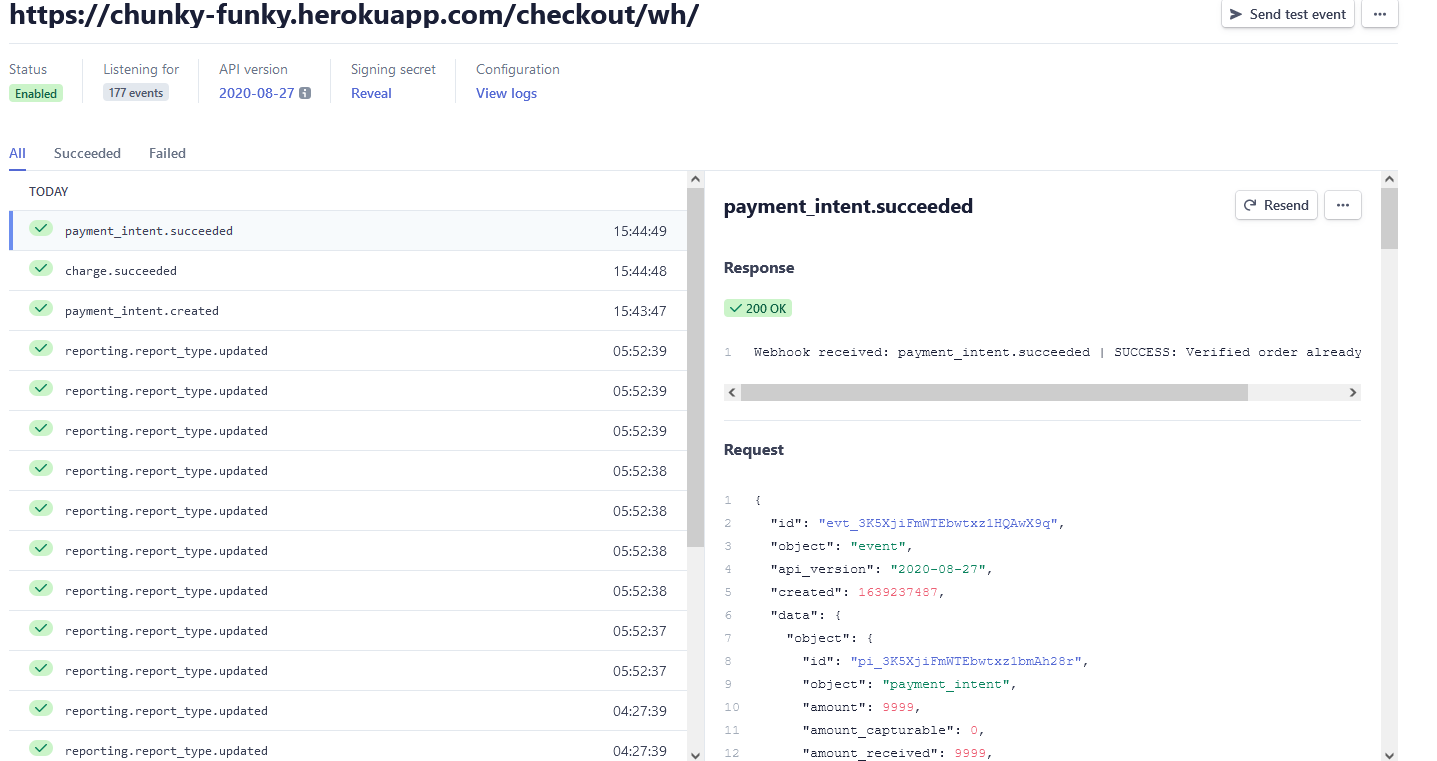 https://chunky-funky.herokuapp.com/checkout/wh/
Send test event
...
Status
Listening for
API version
Signing secret
Configuration
Enabled
177 events
2020-08-27
Reveal
View logs
All
Succeeded
Failed
TODAY
payment_intent.succeeded 15:44:49
charge.succeeded 15:44:48
payment_intent.created 15:43:47
reporting.report_type.updated 05:52:39
reporting.report_type.updated 05:52:39
reporting.report_type.updated 05:52:39
reporting.report_type.updated 05:52:38
reporting.report_type.updated 05:52:38
reporting.report_type.updated 05:52:38
reporting.report_type.updated 05:52:38
reporting.report_type.updated 05:52:37
reporting.report_type.updated 05:52:37
reporting.report_type.updated 04:27:39
reporting.report_type.updated 04:27:39
payment_intent.succeeded
Resend
...
Response
200 OK
1 Webhook received: payment_intent.succeeded | SUCCESS: Verified order already
Request
1 {
2 "id": "evt_3K5XjiFmWTEbwtxz1HQAwX9q",
3 "object": "event",
4 "api_version": "2020-08-27",
5 "created": 1639237487,
6 "data": {
7 "object": {
8 "id": "pi_3K5XjiFmWTEbwtxz1bmAh28r",
9 "object": "payment_intent",
10 "amount": 9999,
11 "amount_capturable": 0,
12 "amount_received": 9999,